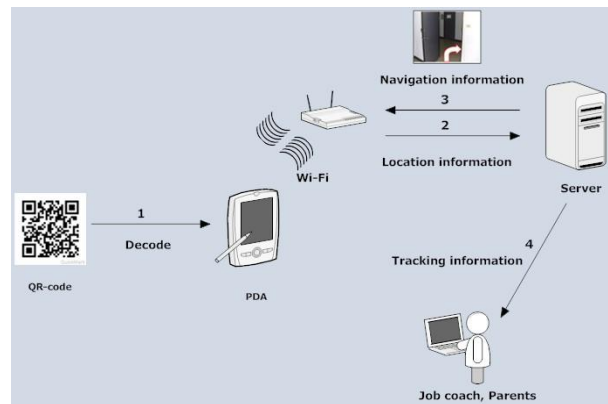 Navigation information
3
2
Location information
Wi-Fi
Server
1
Decode
QR-code
PDA
4
Tracking information
Job coach, Parents